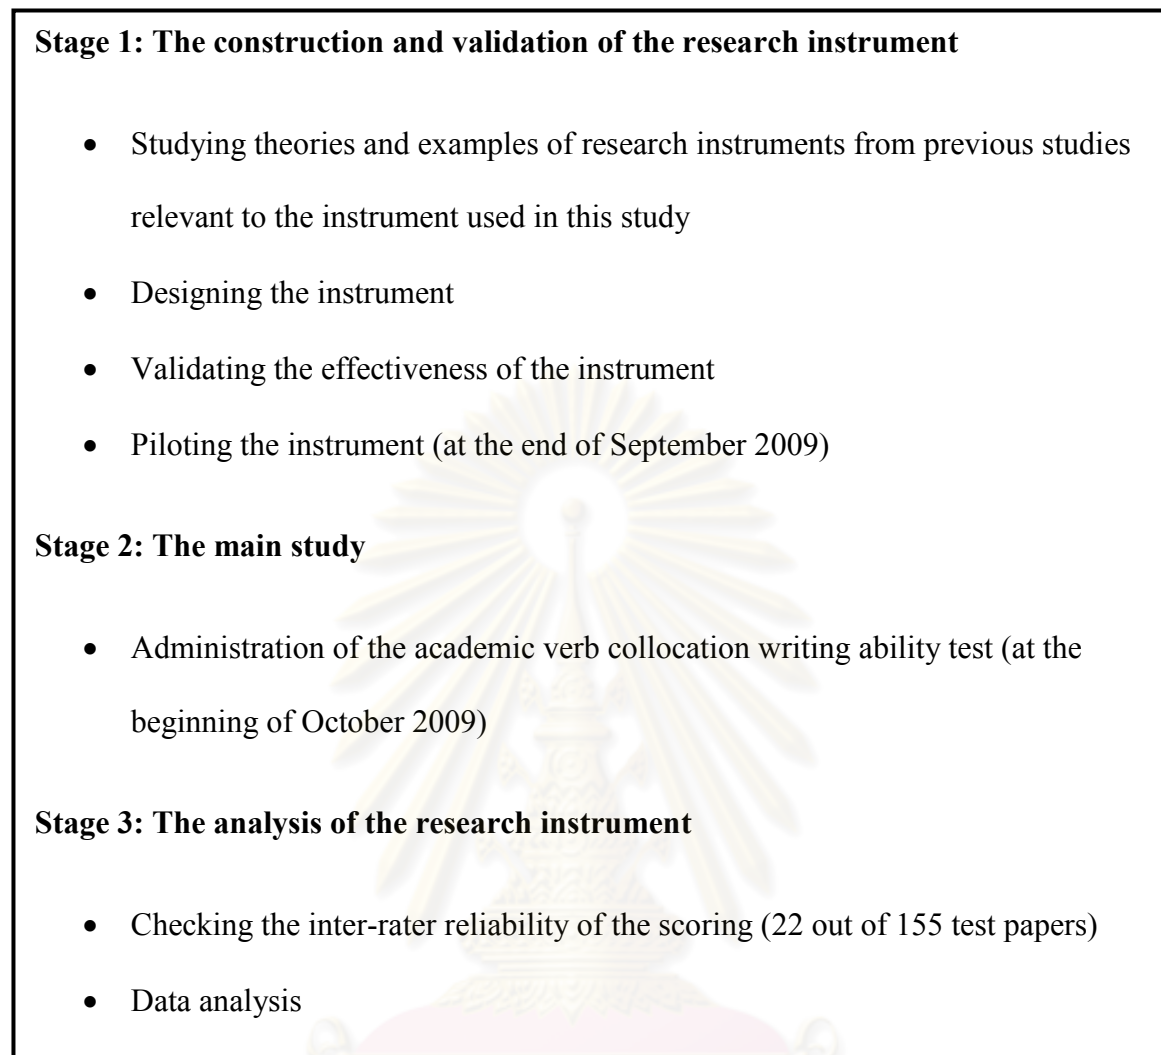 Stage 1: The construction and validation of the research instrument
• Studying theories and examples of research instruments from previous studies
relevant to the instrument used in this study
• Designing the instrument
• Validating the effectiveness of the instrument
• Piloting the instrument (at the end of September 2009)
Stage 2: The main study
• Administration of the academic verb collocation writing ability test (at the
beginning of October 2009)
Stage 3: The analysis of the research instrument
• Checking the inter-rater reliability of the scoring (22 out of 155 test papers)
• Data analysis